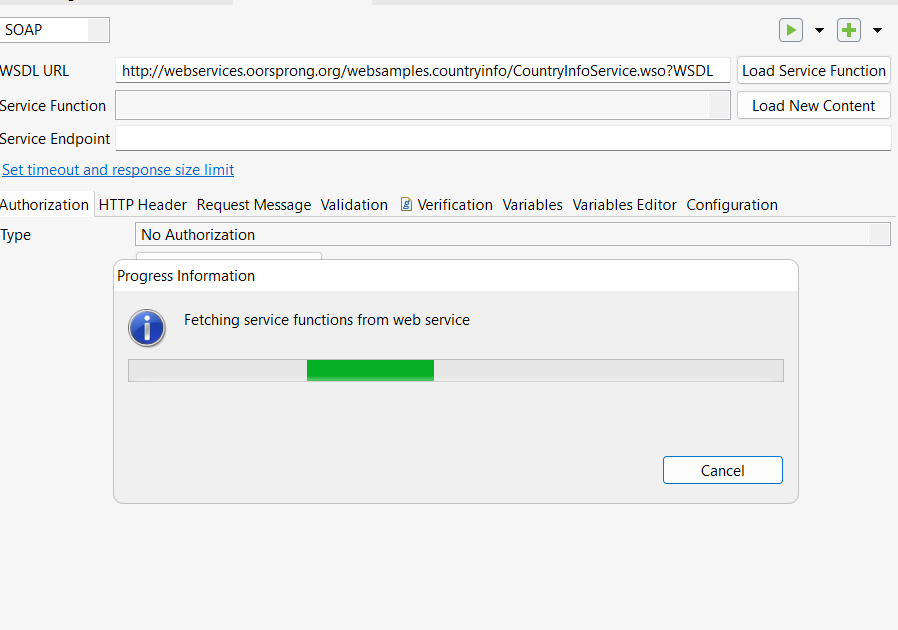 SOAP
WSDL URL http://webservices.oorsprong.org/websamples.countryinfo/CountryInfoService.wso?WSDL Load Service Function
Service Function Load New Content
Service Endpoint
Set timeout and response size limit
Authorization HTTP Header Request Message Validation Verification Variables Variables Editor Configuration
Type No Authorization
Progress Information
Fetching service functions from web service
Cancel